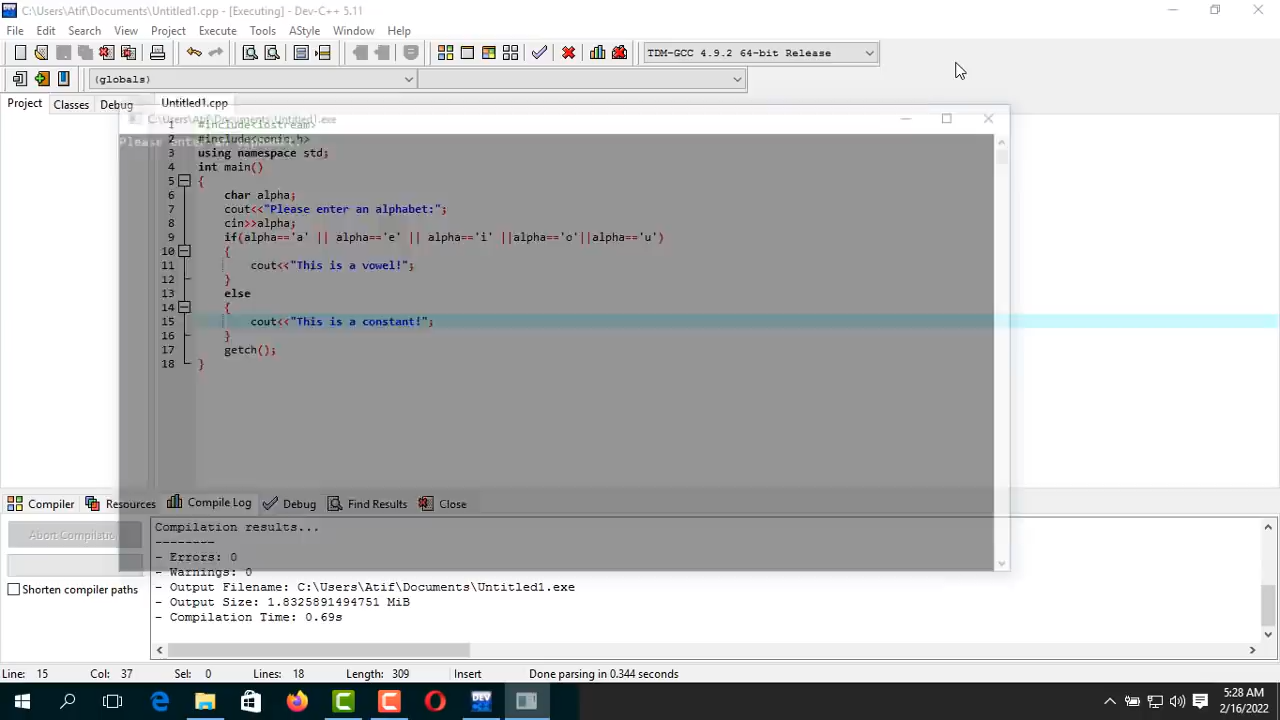 C:\Users\Atif\Documents\Untitled1.cpp - [Executing] - Dev-C++ 5.11
File Edit Search View Project Execute Tools AStyle Window Help
TDM-GCC 4.9.2 64-bit Release
(globals)
Project Classes Debug Untitled1.cpp
C:\Users\Atif\Documents\Untitled1.exe
Please enter an alphabet:
1 #include<iostream>
2 #include<conio.h>
3 using namespace std;
4 int main()
5 {
6 char alpha;
7 cout<<"Please enter an alphabet:";
8 cin>>alpha;
9 if(alpha=='a' || alpha=='e' || alpha=='i' ||alpha=='o'||alpha=='u')
10 {
11 cout<<"This is a vowel!";
12 }
13 else
14 {
15 cout<<"This is a constant!";
16 }
17 getch();
18 }
Compiler Resources Compile Log Debug Find Results Close
Abort Compilation
Shorten compiler paths
Compilation results...
--------
- Errors: 0
- Warnings: 0
- Output Filename: C:\Users\Atif\Documents\Untitled1.exe
- Output Size: 1.8325891494751 MiB
- Compilation Time: 0.69s
Line: 15 Col: 37 Sel: 0 Lines: 18 Length: 309 Insert Done parsing in 0.344 seconds
DEV
5:28 AM
2/16/2022